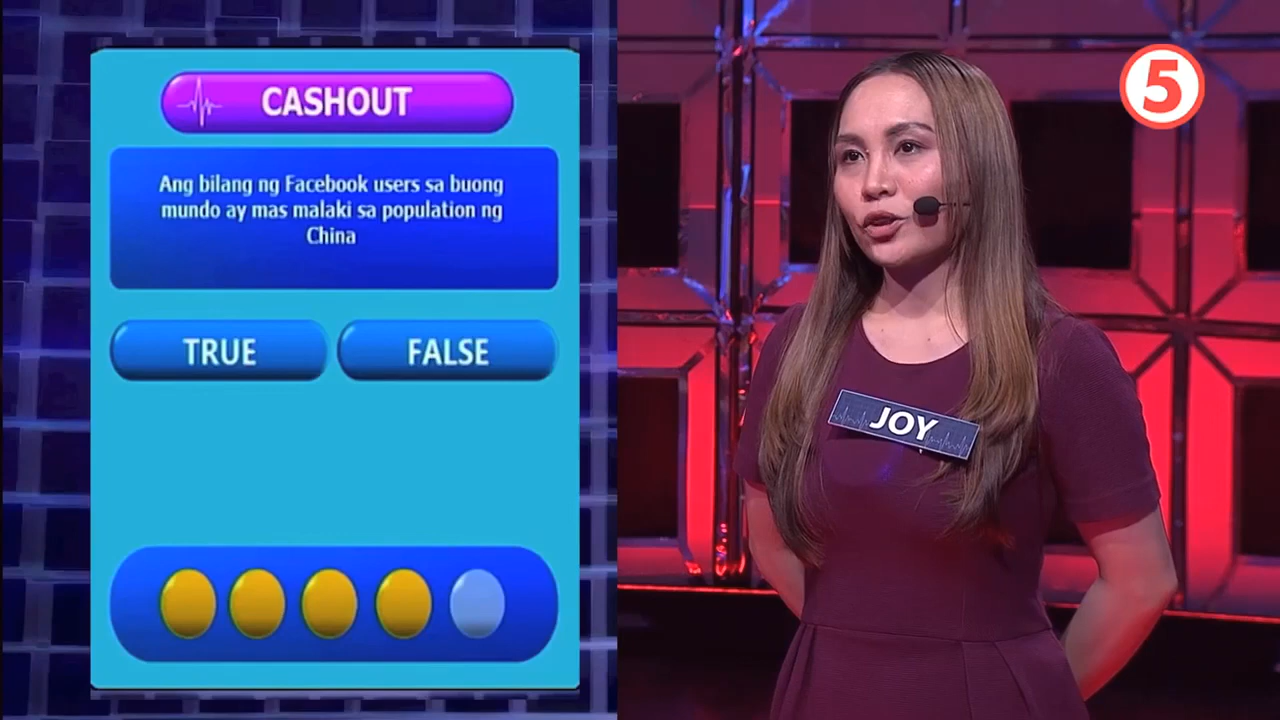 CASHOUT
Ang bilang ng Facebook users sa buong
mundo ay mas malaki sa population ng
China
TRUE
FALSE
5
JOY